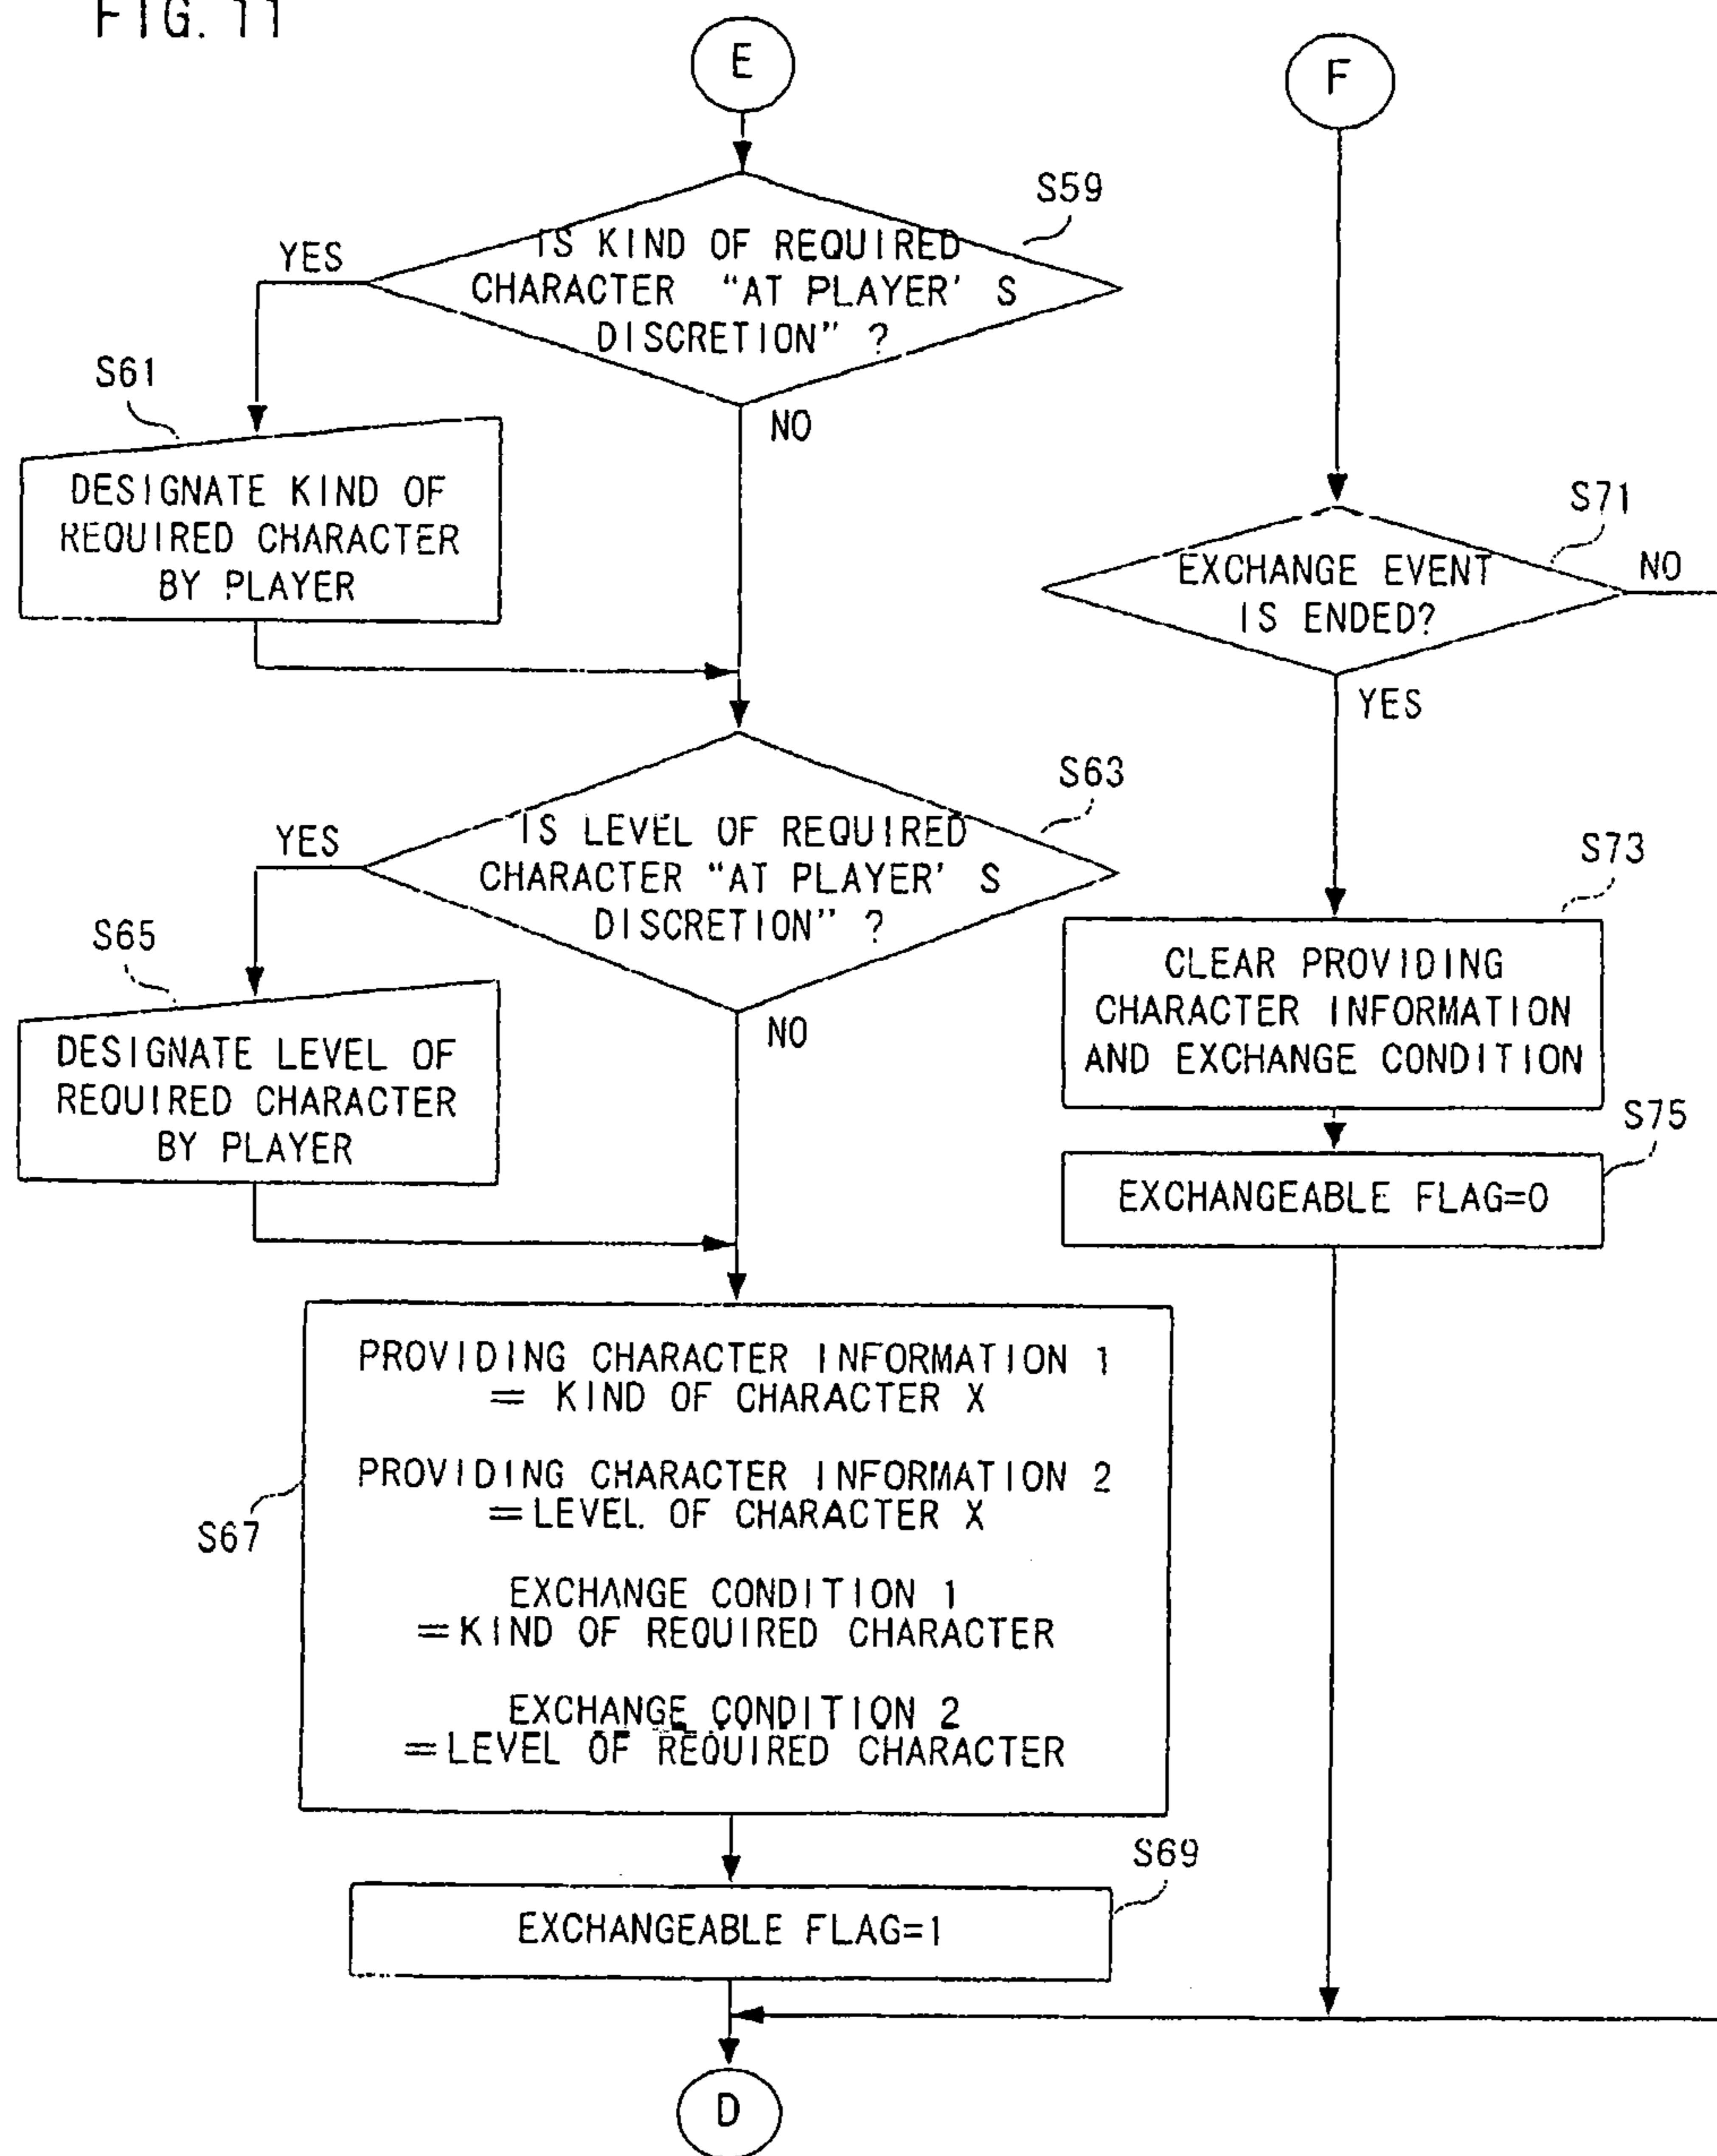 FIG. 11
E
S59
IS KIND OF REQUIRED
CHARACTER "AT PLAYER' S
DISCRETION" ?
YES
NO
S61
DESIGNATE KIND OF
REQUIRED CHARACTER
BY PLAYER
S63
IS LEVEL OF REQUIRED
CHARACTER "AT PLAYER' S
DISCRETION" ?
YES
NO
S65
DESIGNATE LEVEL OF
REQUIRED CHARACTER
BY PLAYER
S67
PROVIDING CHARACTER INFORMATION 1
= KIND OF CHARACTER X
PROVIDING CHARACTER INFORMATION 2
=LEVEL OF CHARACTER X
EXCHANGE CONDITION 1
=KIND OF REQUIRED CHARACTER
EXCHANGE CONDITION 2
=LEVEL OF REQUIRED CHARACTER
S69
EXCHANGEABLE FLAG=1
D
F
S71
EXCHANGE EVENT
IS ENDED?
NO
YES
S73
CLEAR PROVIDING
CHARACTER INFORMATION
AND EXCHANGE CONDITION
S75
EXCHANGEABLE FLAG=0